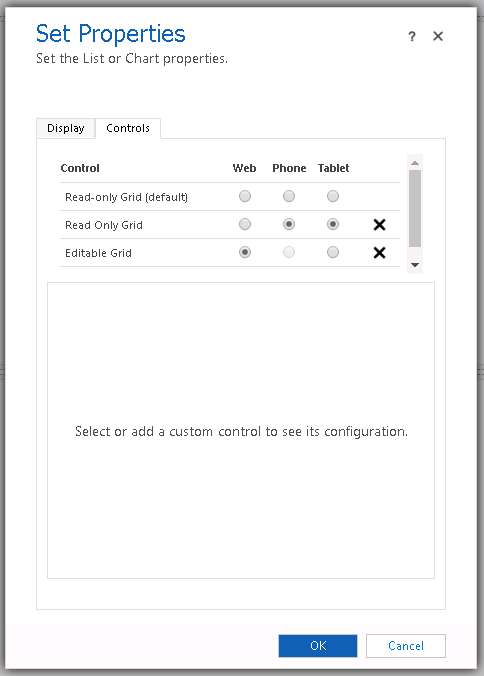 Set Properties
?
Set the List or Chart properties.
Display Controls
Control Web Phone Tablet
Read-only Grid (default)
Read Only Grid
Editable Grid
Select or add a custom control to see its configuration.
OK Cancel